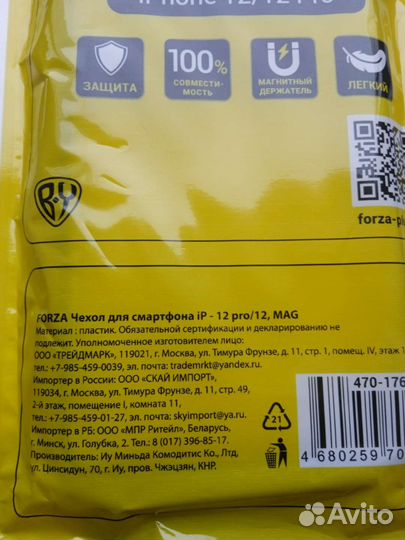 iPhone 12/12 Pro
ЗАЩИТА
100%
СОВМЕСТИ-
МОСТЬ
МАГНИТНЫЙ
ДЕРЖАТЕЛЬ
ЛЕГКИЙ
B·Y
forza-pl
FORZA Чехол для смартфона iP - 12 pro/12, MAG
Материал : пластик. Обязательной сертификации и декларированию не
подлежит. Уполномоченное изготовителем лицо:
ООО «ТРЕЙДМАРК», 119021, г. Москва, ул. Тимура Фрунзе, д. 11, стр. 1, помещ. IV, этаж 1
тел.: +7-985-459-0039, эл. почта: trademrkt@yandex.ru.
Импортер в России: ООО «СКАЙ ИМПОРТ»,
119034, г. Москва, ул. Тимура Фрунзе, д. 11, стр. 49,
2-й этаж, помещение I, комната 11,
тел.: +7-985-459-01-27, эл. почта: skyimport@ya.ru.
Импортер в РБ: ООО «МПР Ритейл», Беларусь,
г. Минск, ул. Голубка, 2. Тел.: 8 (017) 396-85-17.
Производитель: Иу Миньда Комодитис Ко., Лтд,
ул. Цинсидун, 70, г. Иу, пров. Чжэцзян, КНР.
470-176
21
4 680259 70
Avito